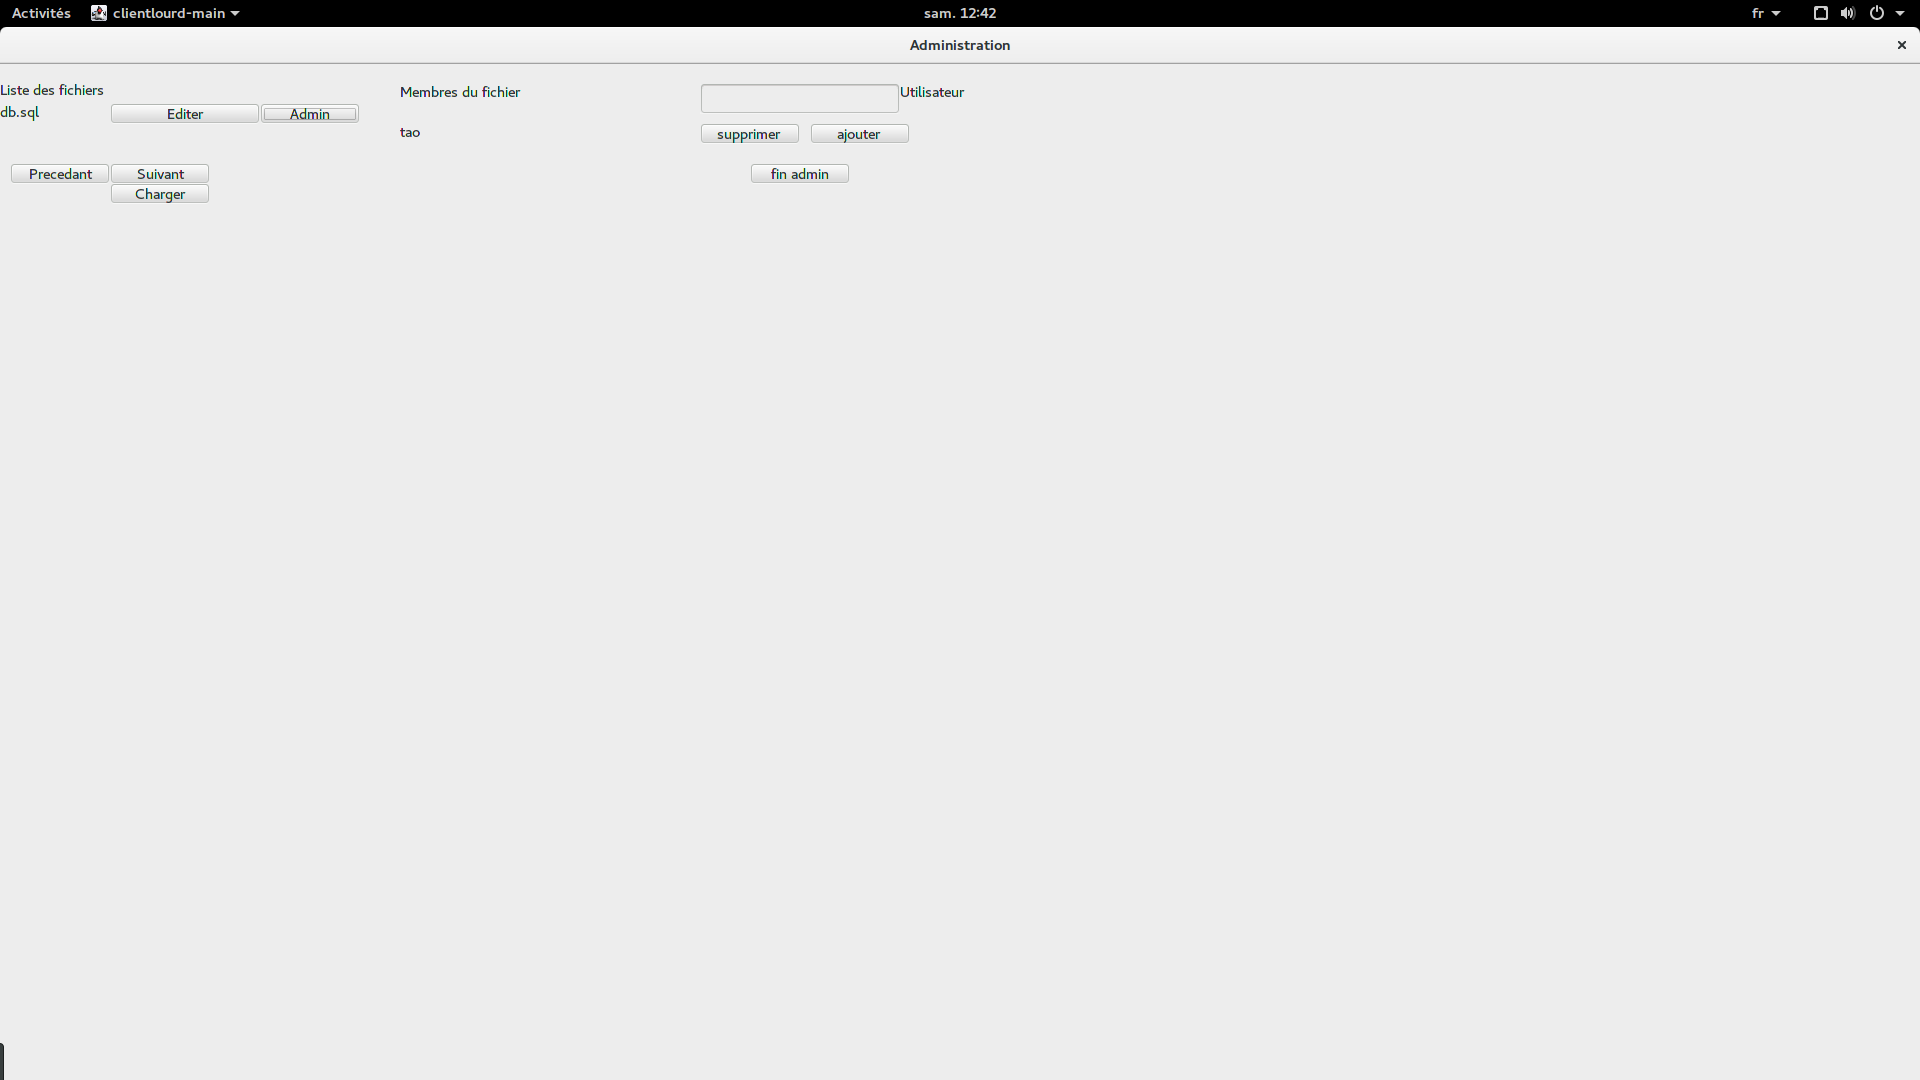 Activités clientlourd-main sam. 12:42 fr
Administration
Liste des fichiers Membres du fichier Utilisateur
db.sql Editer Admin
tao supprimer ajouter
Precedant Suivant fin admin
Charger